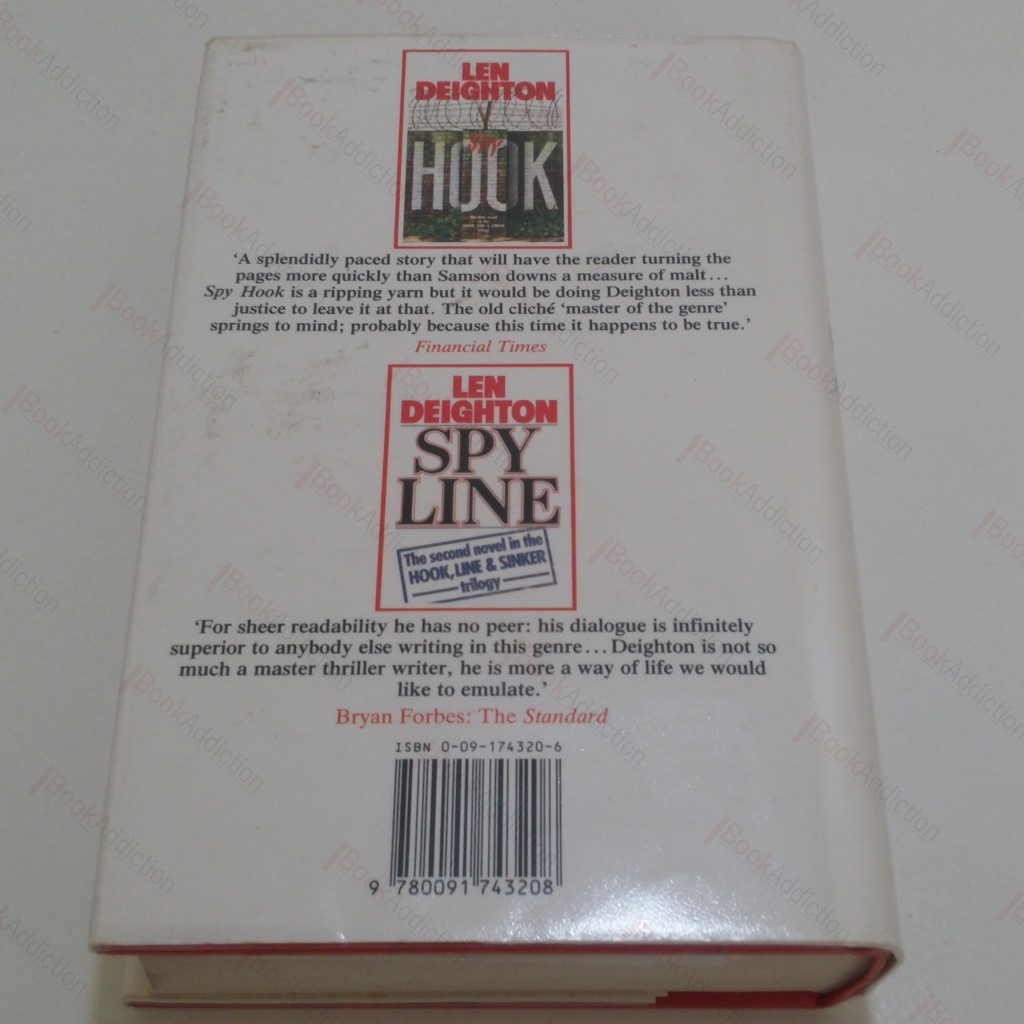 LEN
DEIGHTON
Spy
HOOK
'A splendidly paced story that will have the reader turning the
pages more quickly than Samson downs a measure of malt...
Spy Hook is a ripping yarn but it would be doing Deighton less than
justice to leave it at that. The old cliché 'master of the genre'
springs to mind; probably because this time it happens to be true.'
Financial Times
LEN
DEIGHTON
SPY
LINE
The second novel in the
HOOK, LINE & SINKER
trilogy
'For sheer readability he has no peer: his dialogue is infinitely
superior to anybody else writing in this genre...Deighton is not so
much a master thriller writer, he is more a way of life we would
like to emulate.'
Bryan Forbes: The Standard
ISBN 0-09-174320-6
9 780091 743208
BookAddiction